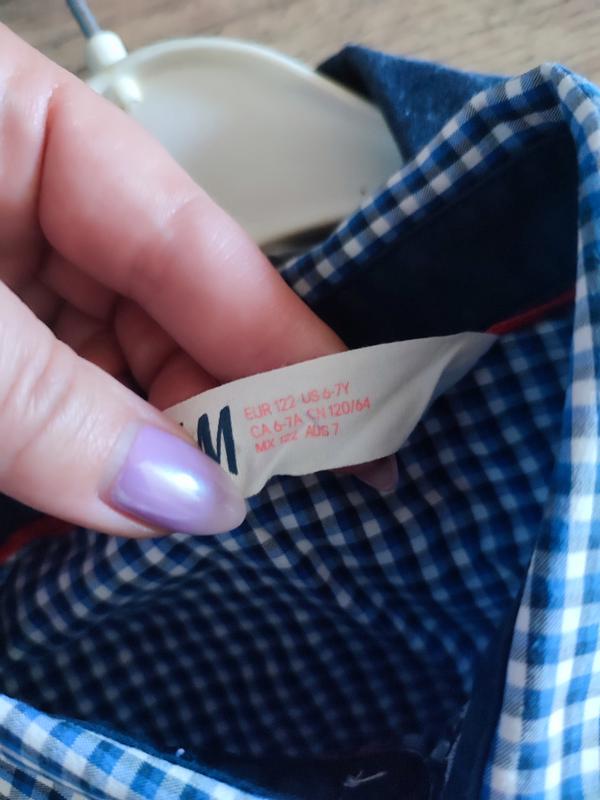 M
EUR 122 US 6-7Y
CA 6-7A CN 120/64
MX 122 AUS 7